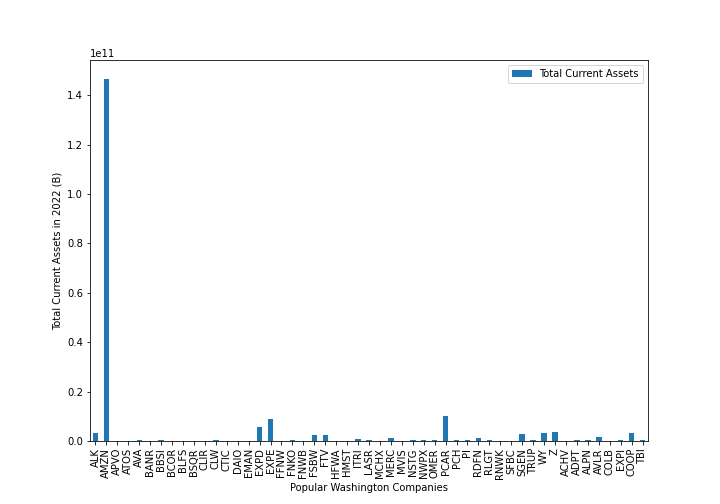 1e11
Total Current Assets
1.4
1.2
1.0
0.8
0.6
0.4
0.2
0.0
Total Current Assets in 2022 (B)
ALK
AMZN
APVO
ATOS
AVA
BANR
BBSI
BCOR
BLFS
BSQR
CLIR
CLW
CTIC
DAIO
EMAN
EXPD
EXPE
FFNW
FNKO
FNWB
FSBW
FTV
HFWA
HMST
ITRI
LASR
MCHX
MERC
MVIS
NSTG
NWPX
OMER
PCAR
PCH
PI
RDFN
RLGT
RNWK
SFBC
SGEN
TRUP
WY
Z
ACHV
ADPT
ALPN
AVLR
COLB
EXPI
COOP
TBI
Popular Washington Companies